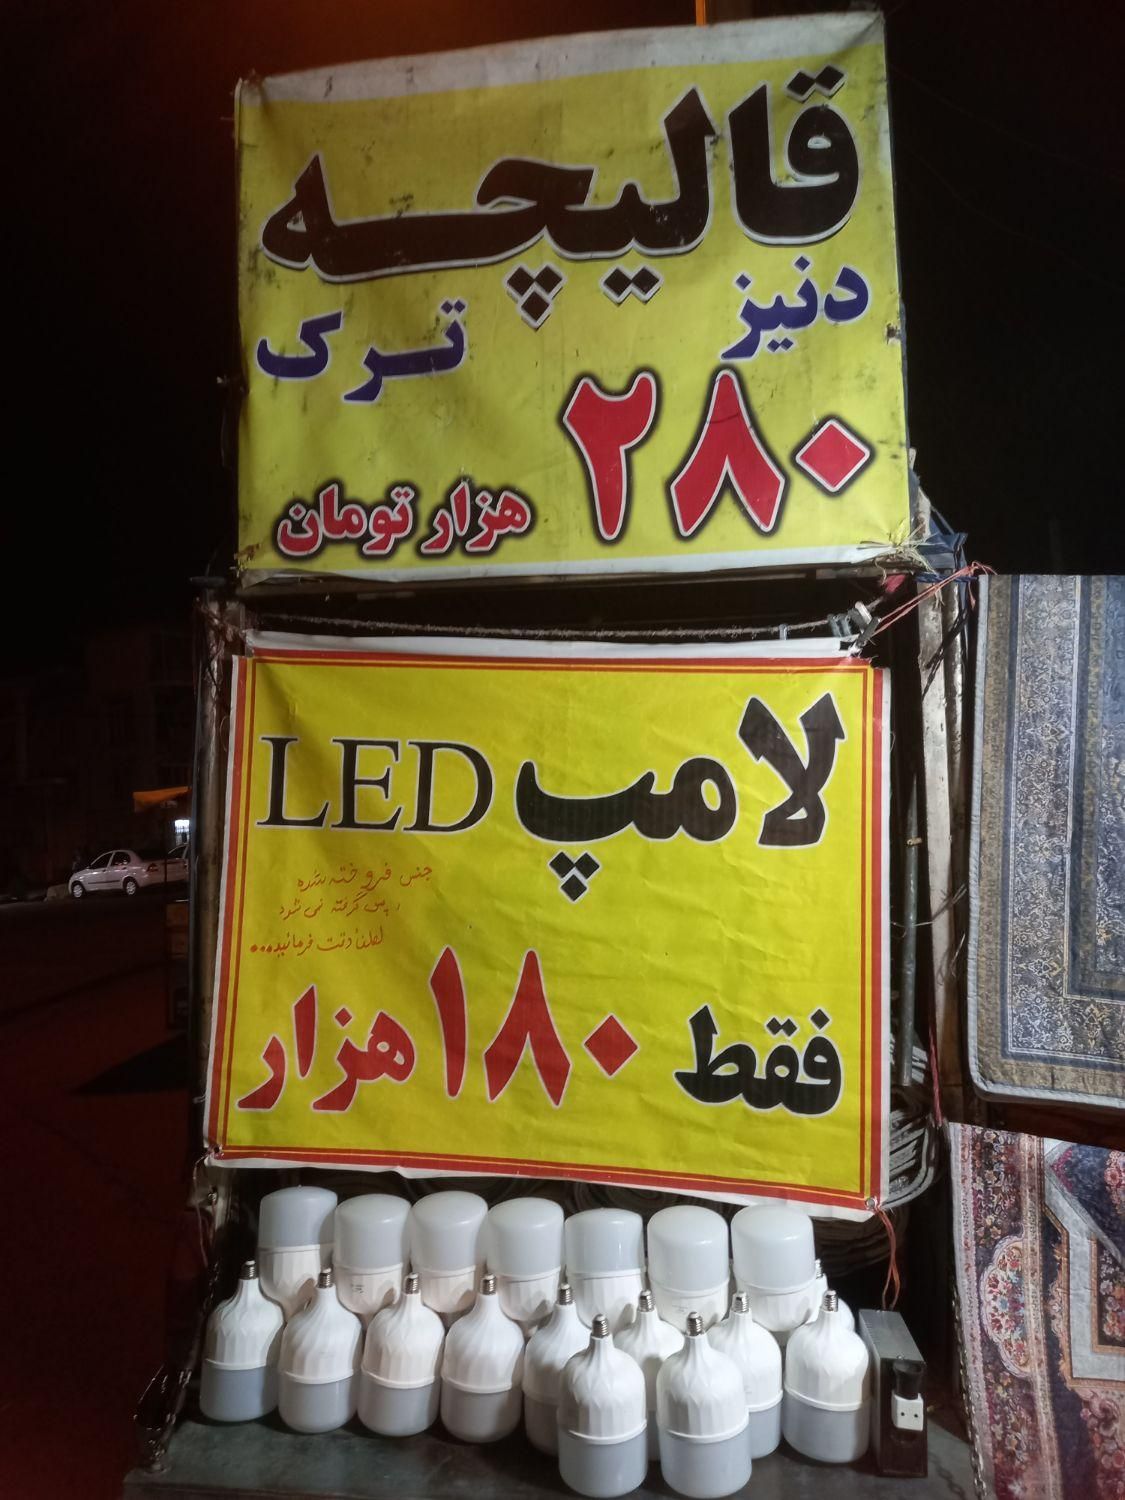 قالیچه
دنیز ترک
۲۸۰ هزار تومان
لامپ LED
جنس فروخته شده
پس گرفته نمی شود
لطفاً دقت فرمائید...
فقط ۱۸۰ هزار